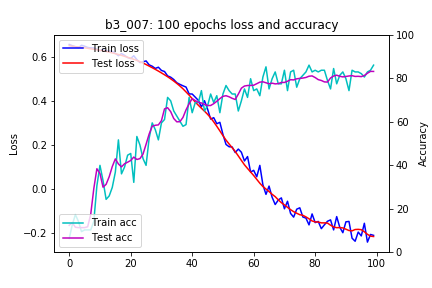 b3_007: 100 epochs loss and accuracy
Train loss
Test loss
Train acc
Test acc
Loss
0.6
0.4
0.2
0.0
−0.2
Accuracy
100
80
60
40
20
0
0 20 40 60 80 100